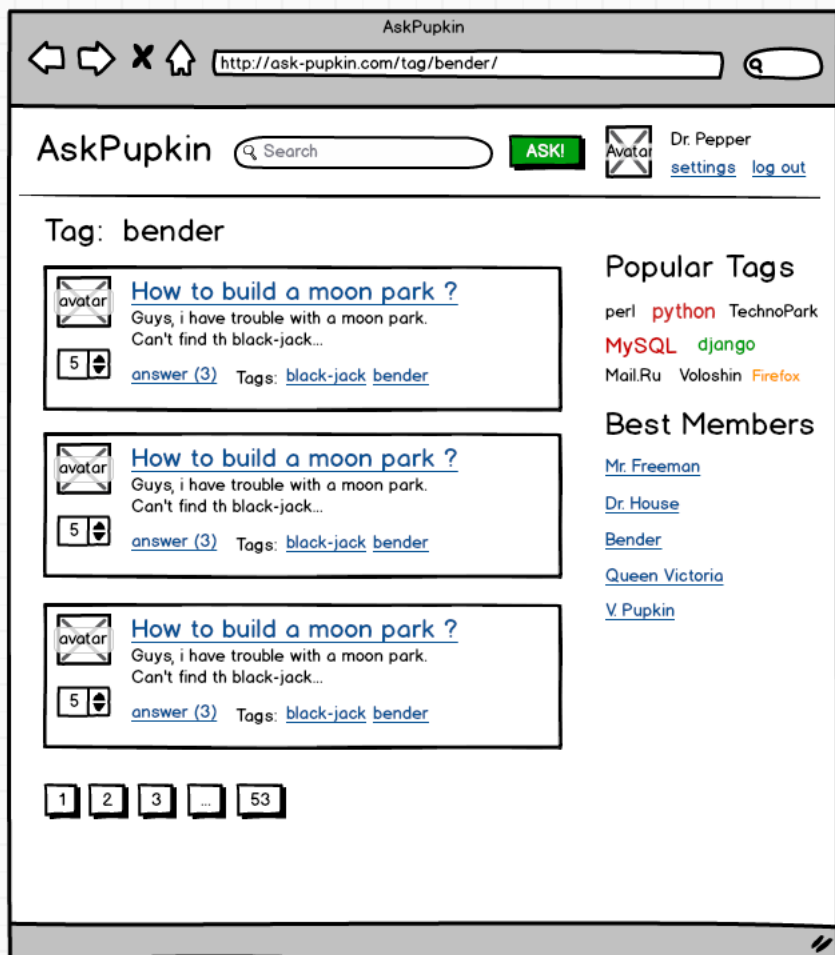 AskPupkin
http://ask-pupkin.com/tag/bender/
AskPupkin
Search
ASK!
Avatar
Dr. Pepper
settings log out
Tag: bender
avatar
How to build a moon park ?
Guys, i have trouble with a moon park.
Can't find th black-jack...
5
answer (3) Tags: black-jack bender
avatar
How to build a moon park ?
Guys, i have trouble with a moon park.
Can't find th black-jack...
5
answer (3) Tags: black-jack bender
avatar
How to build a moon park ?
Guys, i have trouble with a moon park.
Can't find th black-jack...
5
answer (3) Tags: black-jack bender
1 2 3 ... 53
Popular Tags
perl python TechnoPark
MySQL django
Mail.Ru Voloshin Firefox
Best Members
Mr. Freeman
Dr. House
Bender
Queen Victoria
V. Pupkin